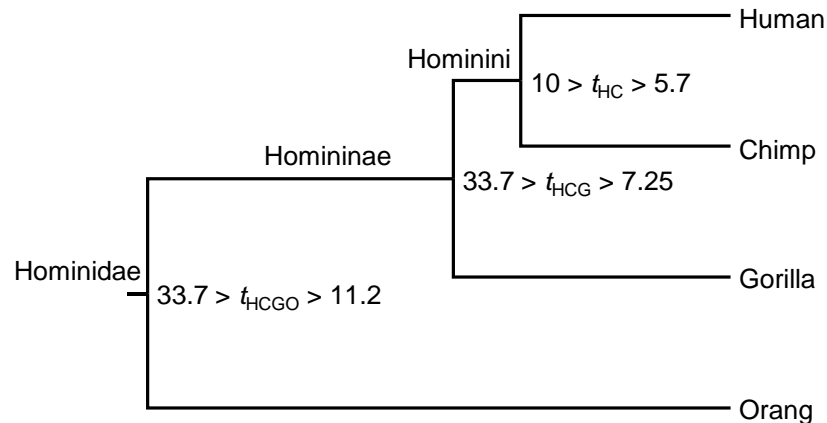 Human
Hominini
10 > tHC > 5.7
Homininae
Chimp
33.7 > tHCG > 7.25
Hominidae
Gorilla
33.7 > tHCGO > 11.2
Orang